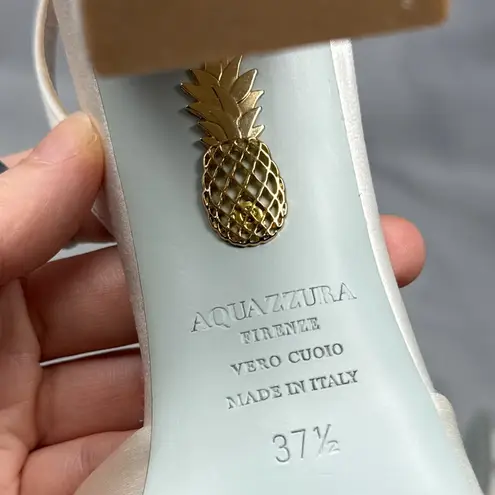 AQUAZZURA
FIRENZE
VERO CUOIO
MADE IN ITALY
37½